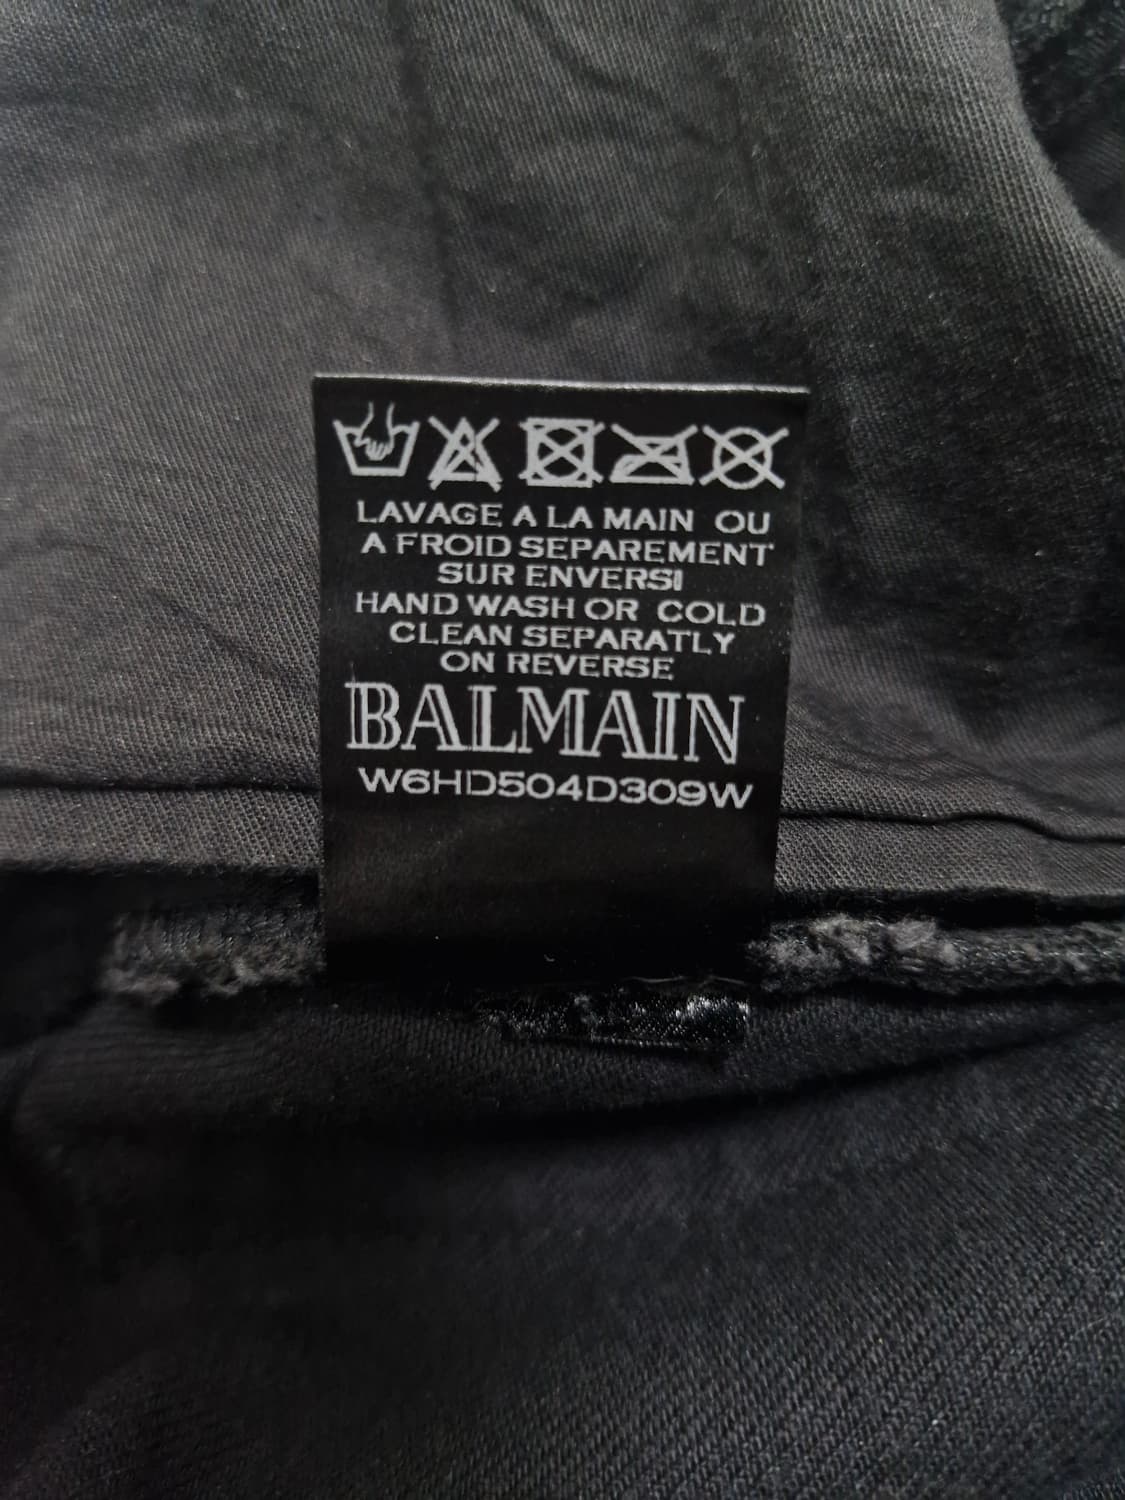 LAVAGE A LA MAIN OU
A FROID SEPAREMENT
SUR ENVERSI
HAND WASH OR COLD
CLEAN SEPARATLY
ON REVERSE
BALMAIN
W6HD504D309W